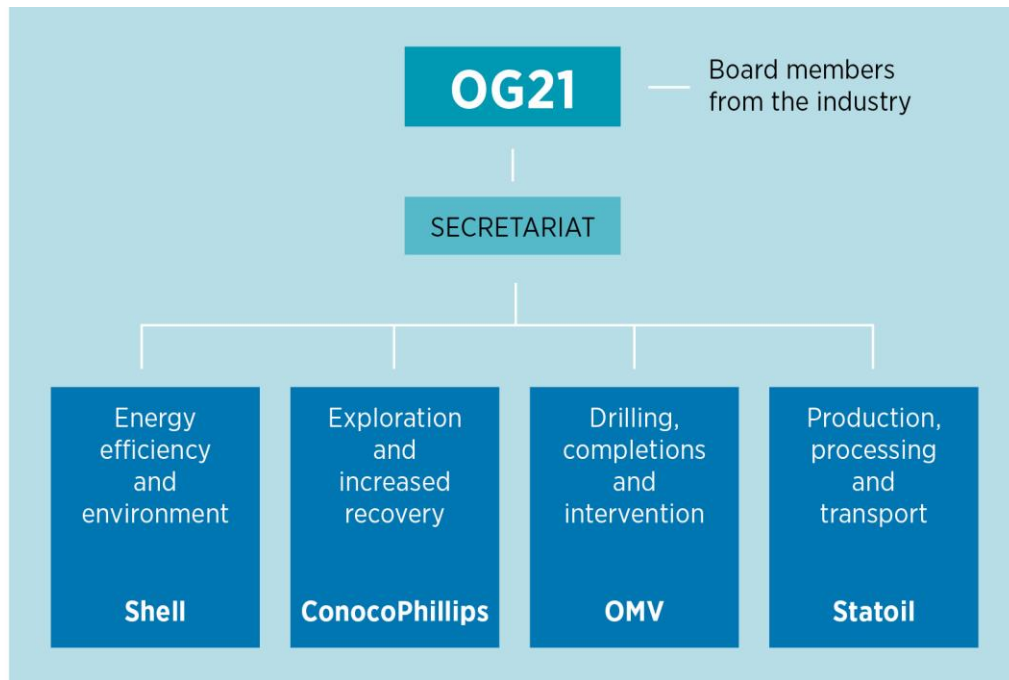 OG21
Board members
from the industry
SECRETARIAT
Energy
efficiency
and
environment
Shell
Exploration
and
increased
recovery
ConocoPhillips
Drilling,
completions
and
intervention
OMV
Production,
processing
and
transport
Statoil